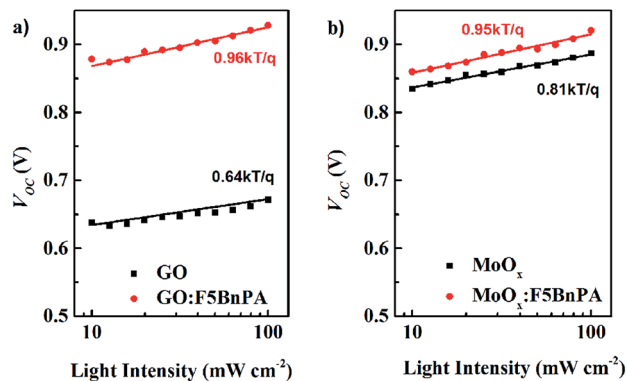 a)
0.9
0.8
0.7
0.6
0.5
V_OC (V)
0.96kT/q
0.64kT/q
GO
GO:F5BnPA
10
100
Light Intensity (mW cm⁻²)
b)
0.9
0.8
0.7
0.6
0.5
V_OC (V)
0.95kT/q
0.81kT/q
MoOₓ
MoOₓ:F5BnPA
10
100
Light Intensity (mW cm⁻²)